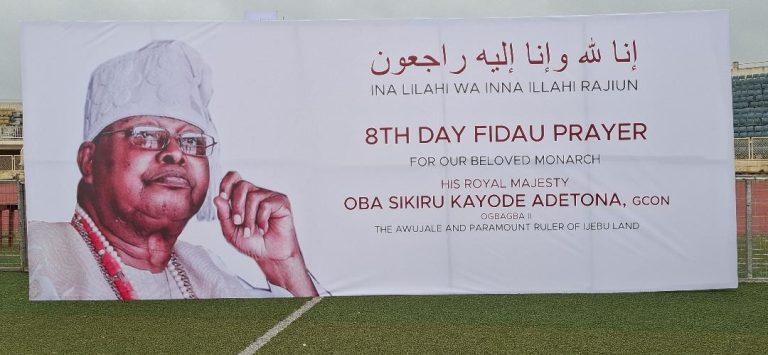 إنا لله وإنا إليه راجعون
INA LILAHI WA INNA ILLAHI RAJIUN
8TH DAY FIDAU PRAYER
FOR OUR BELOVED MONARCH
HIS ROYAL MAJESTY
OBA SIKIRU KAYODE ADETONA, GCON
OGBAGBA II
THE AWUJALE AND PARAMOUNT RULER OF IJEBU LAND